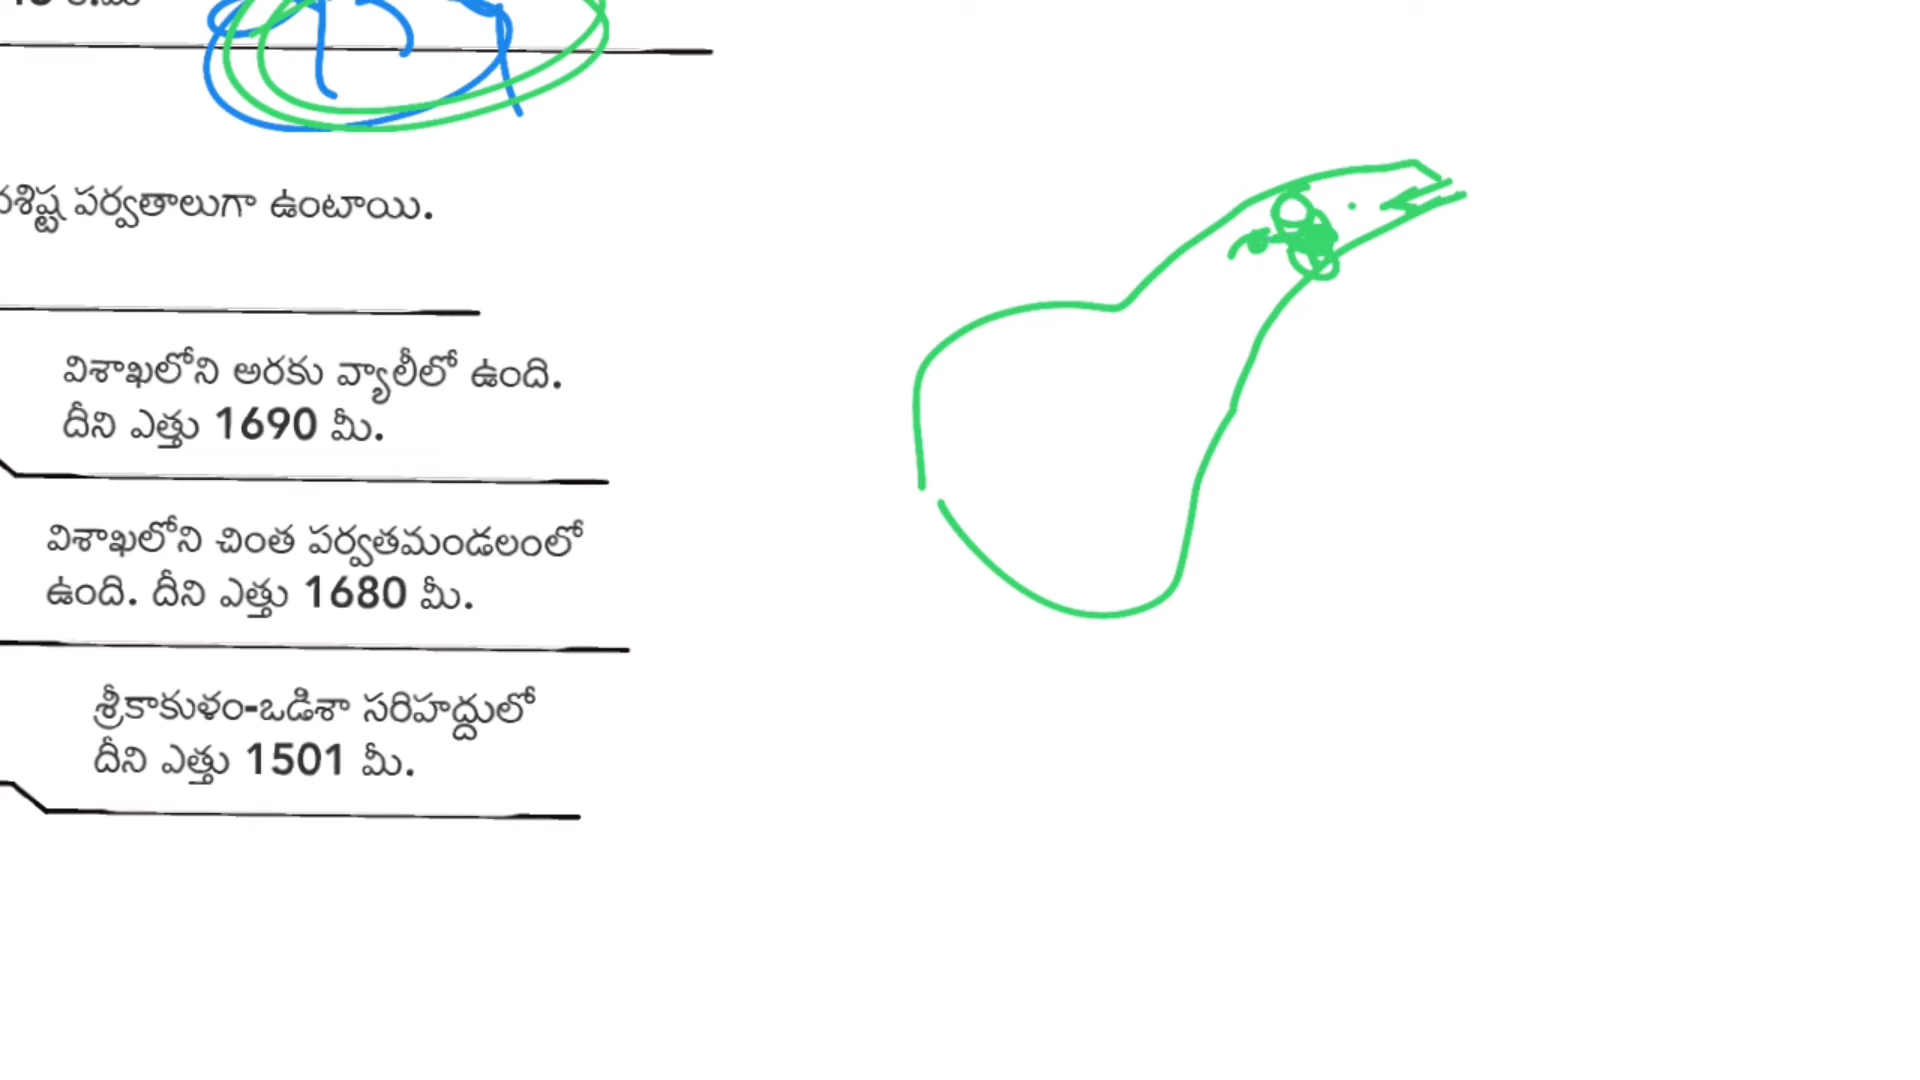 పర్వతాలుగా ఉంటాయి.
విశాఖలోని అరకు వ్యాలీలో ఉంది.
దీని ఎత్తు 1690 మీ.
విశాఖలోని చింత పర్వతమండలంలో
ఉంది. దీని ఎత్తు 1680 మీ.
శ్రీకాకుళం-ఒడిశా సరిహద్దులో
దీని ఎత్తు 1501 మీ.